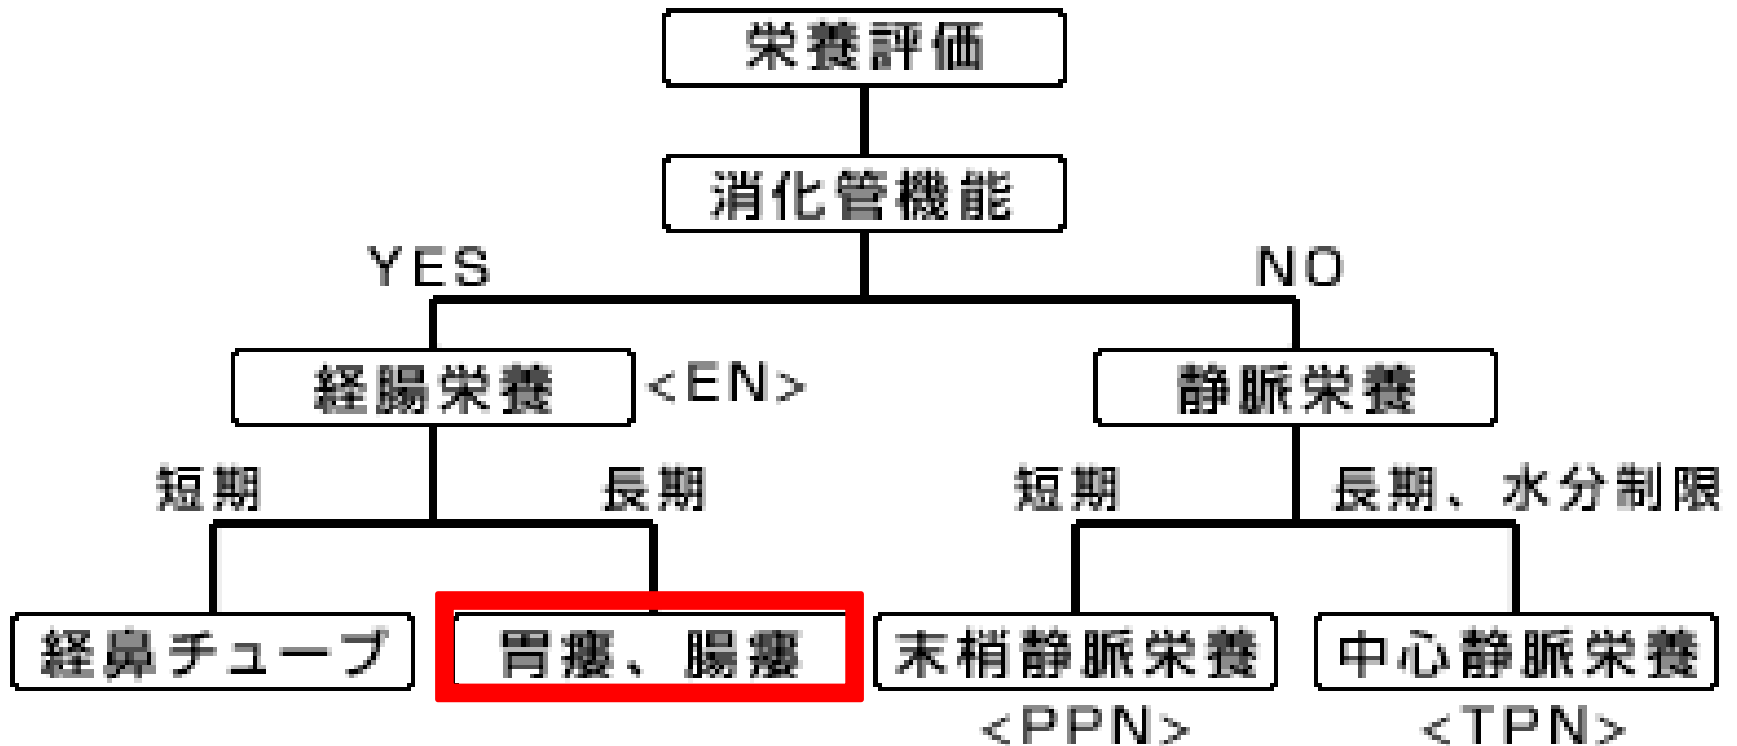 栄養評価
消化管機能
YES
NO
経腸栄養
<EN>
静脈栄養
短期
長期
短期
長期、水分制限
経鼻チューブ
胃瘻、腸瘻
末梢静脈栄養
中心静脈栄養
<PPN>
<TPN>